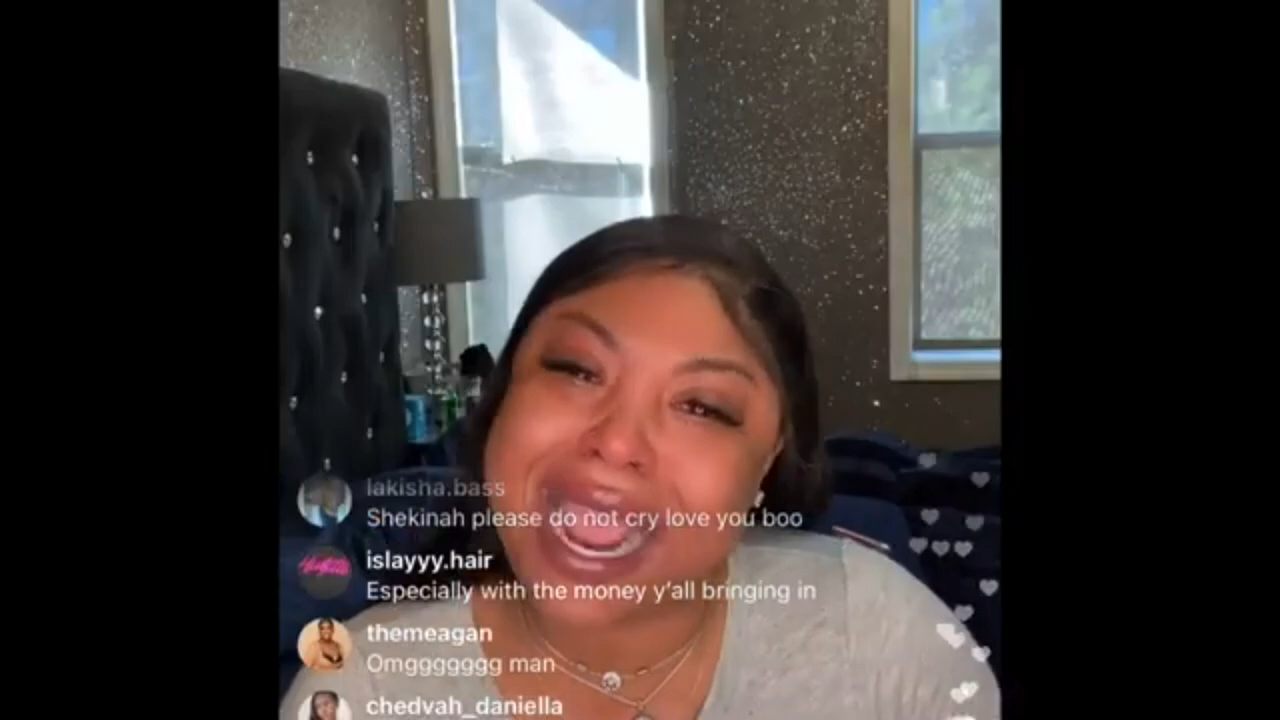 lakisha.bass
Shekinah please do not cry love you boo
islayyy.hair
Especially with the money y'all bringing in
themeagan
Omggggggg man
chedvah_daniella